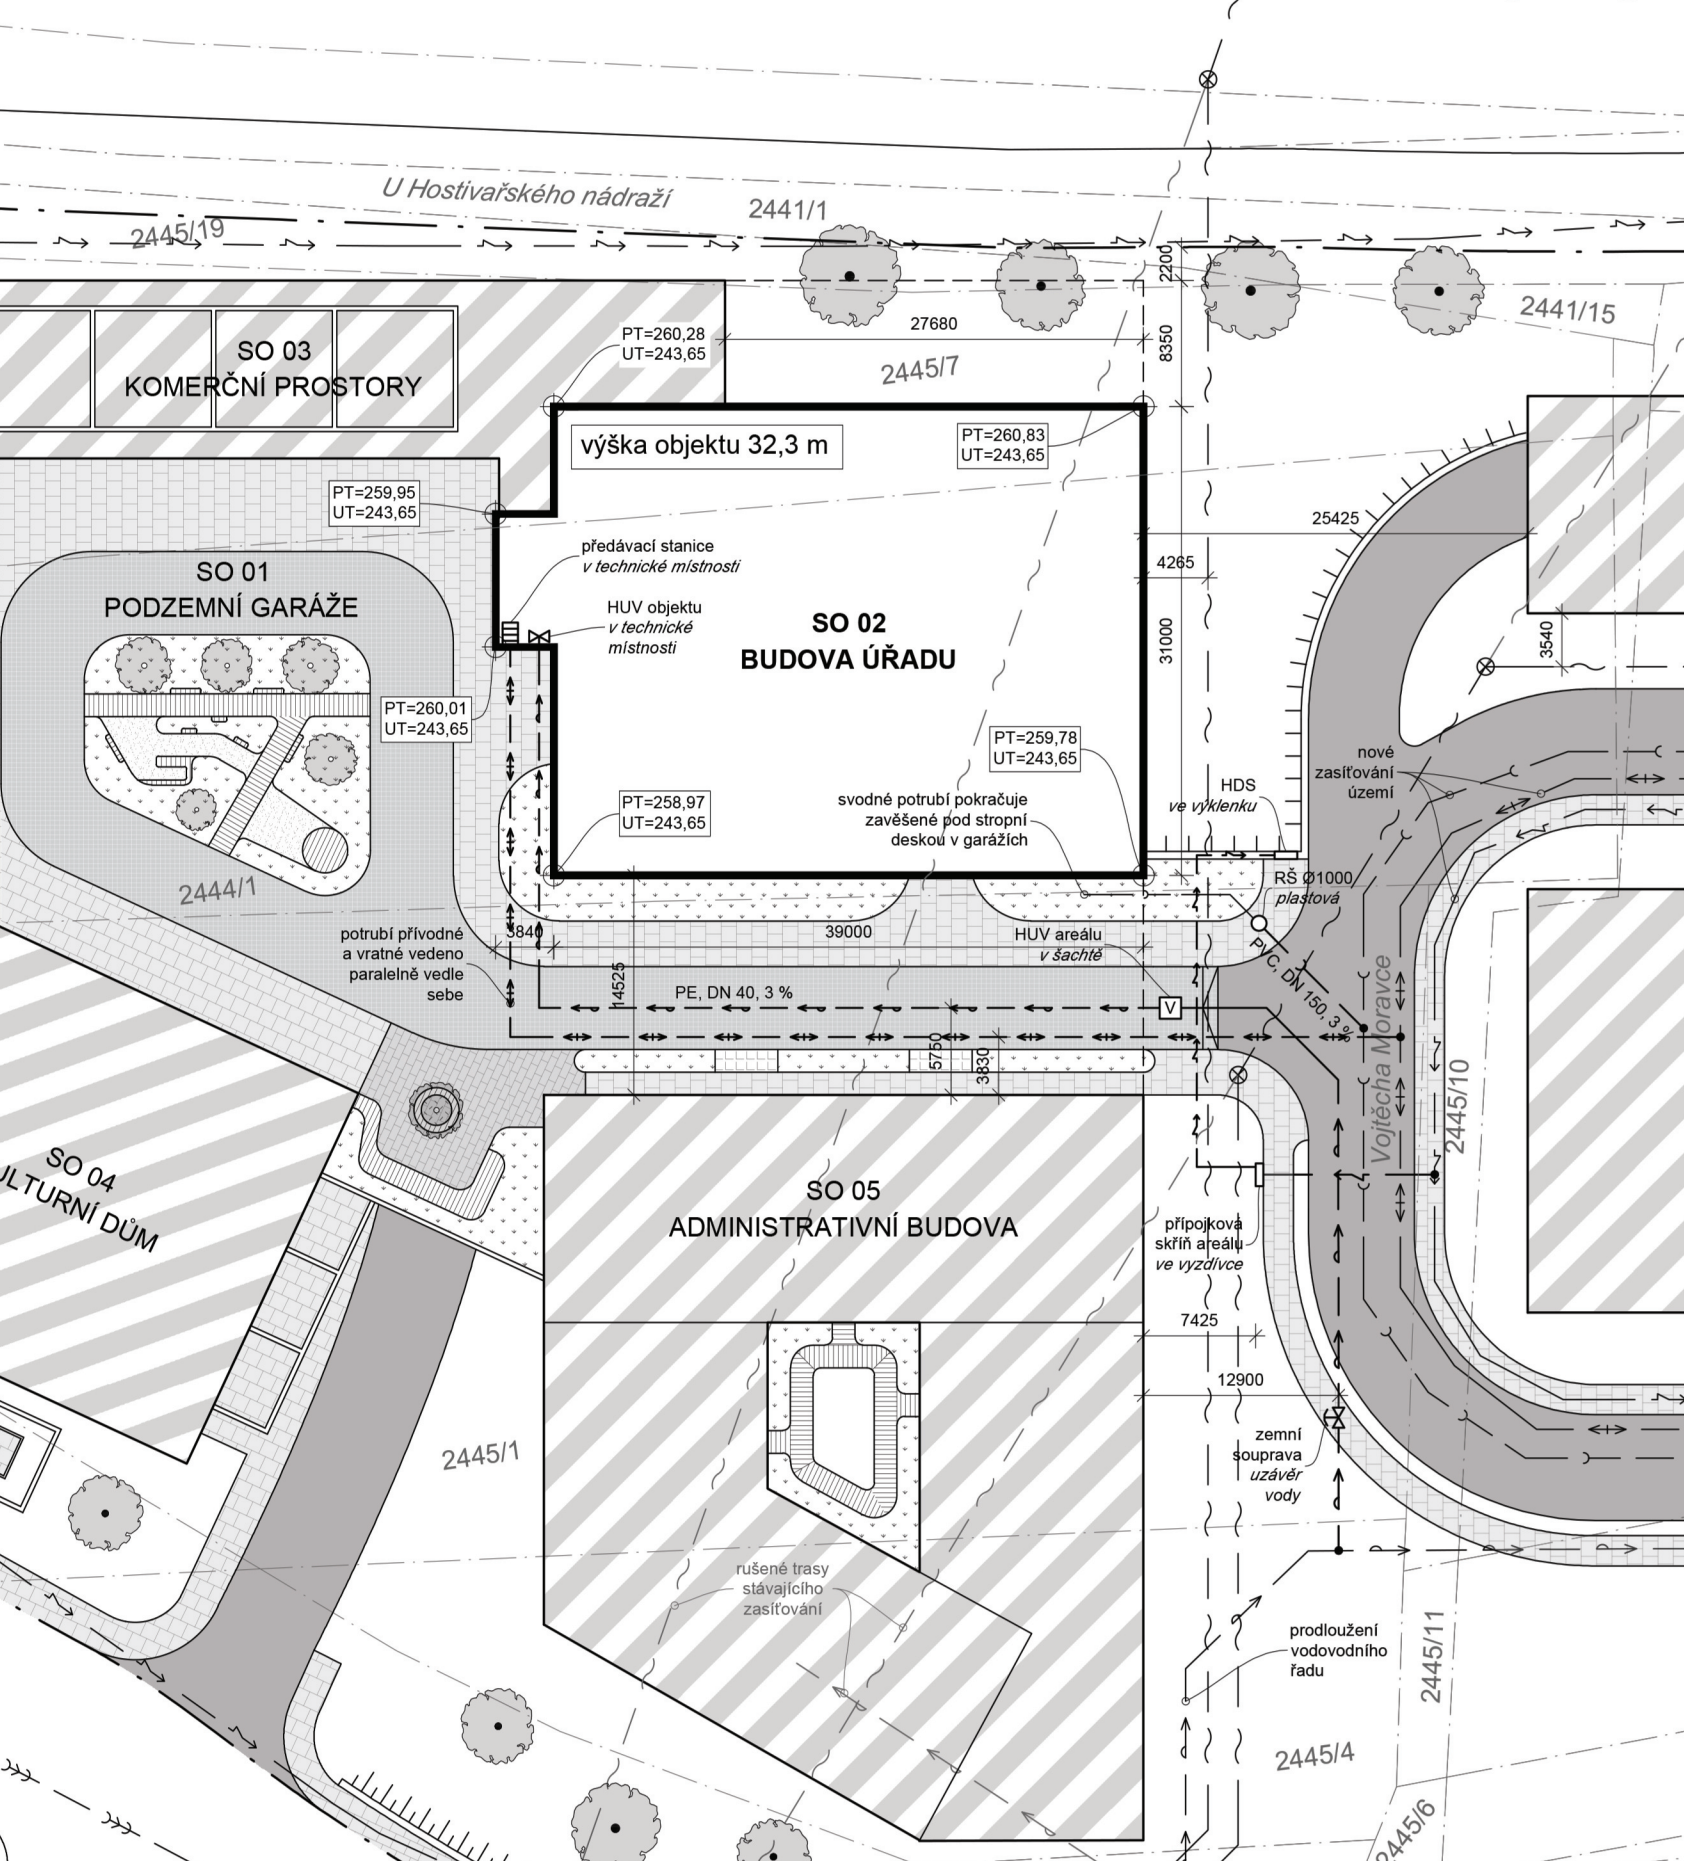 U Hostivařského nádraží
2441/1
2445/19
2200
2441/15
27680
PT=260,28
UT=243,65
8350
SO 03
KOMERČNÍ PROSTORY
2445/7
výška objektu 32,3 m
PT=260,83
UT=243,65
PT=259,95
UT=243,65
25425
předávací stanice
v technické místnosti
4265
SO 01
PODZEMNÍ GARÁŽE
HUV objektu
v technické
místnosti
SO 02
BUDOVA ÚŘADU
31000
3540
PT=260,01
UT=243,65
PT=259,78
UT=243,65
nové
zasíťování
území
HDS
ve výklenku
PT=258,97
UT=243,65
svodné potrubí pokračuje
zavěšené pod stropní
deskou v garážích
2444/1
RŠ Ø1000
plastová
3840
39000
HUV areálu
v šachtě
potrubí přívodné
a vratné vedeno
paralelně vedle
sebe
14525
PE, DN 40, 3 %
V
PVC, DN 150, 3 %
Vojtěcha Moravce
5750
3830
2445/10
SO 04
ULTURNÍ DŮM
SO 05
ADMINISTRATIVNÍ BUDOVA
přípojková
skříň areálu
ve vyzdívce
7425
12900
2445/1
zemní
souprava
uzávěr
vody
rušené trasy
stávajícího
zasíťování
prodloužení
vodovodního
řadu
2445/11
2445/4
2445/6